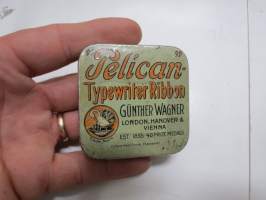 Pelican-
Typewriter Ribbon
GÜNTHER WAGNER
LONDON, HANOVER &
VIENNA
EST. 1838 40 PRIZE MEDALS